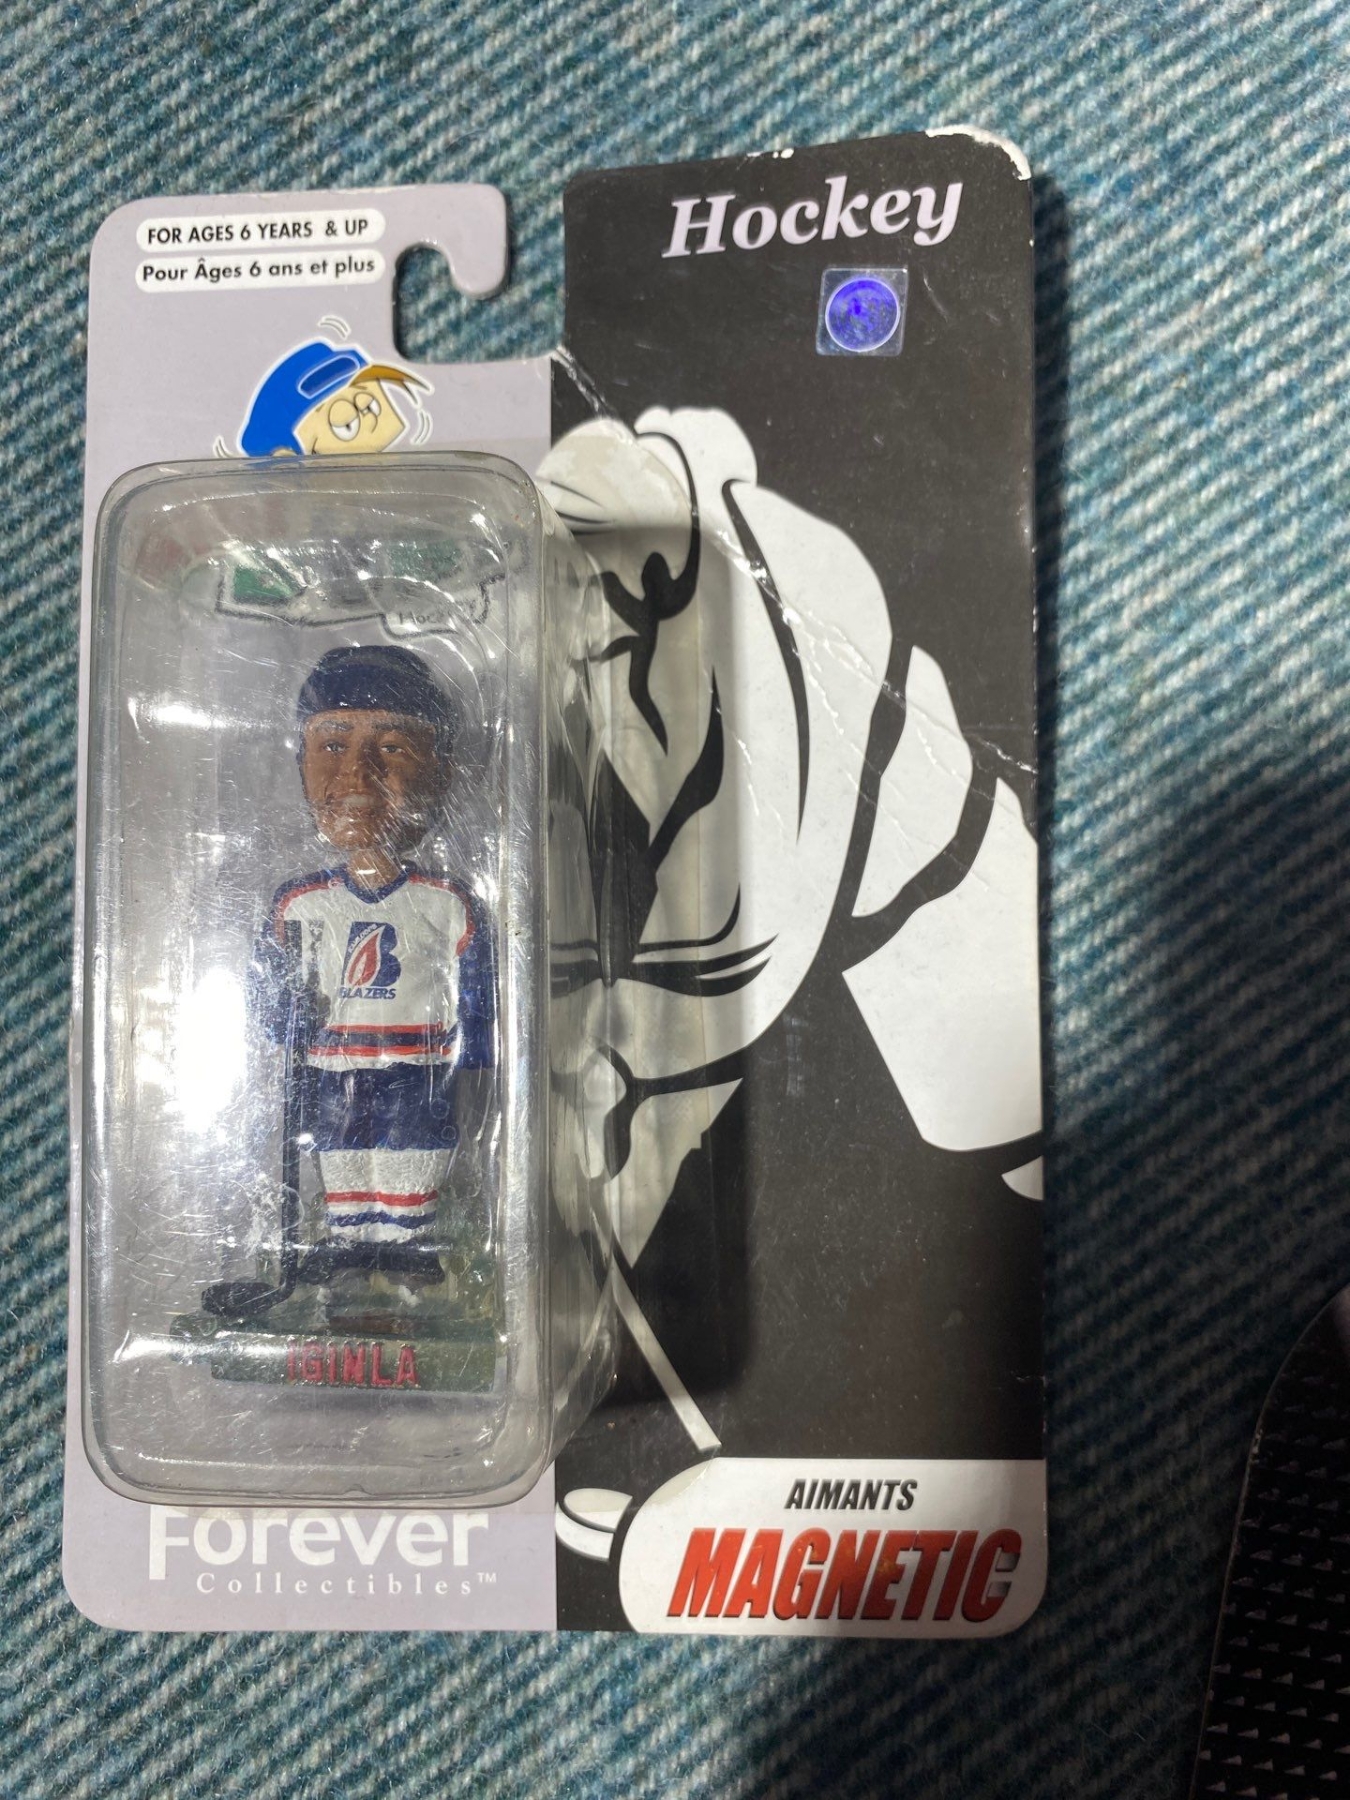 FOR AGES 6 YEARS & UP
Pour Âges 6 ans et plus
Hockey
B
BLAZERS
IGINLA
Forever
Collectibles™
AIMANTS
MAGNETIC